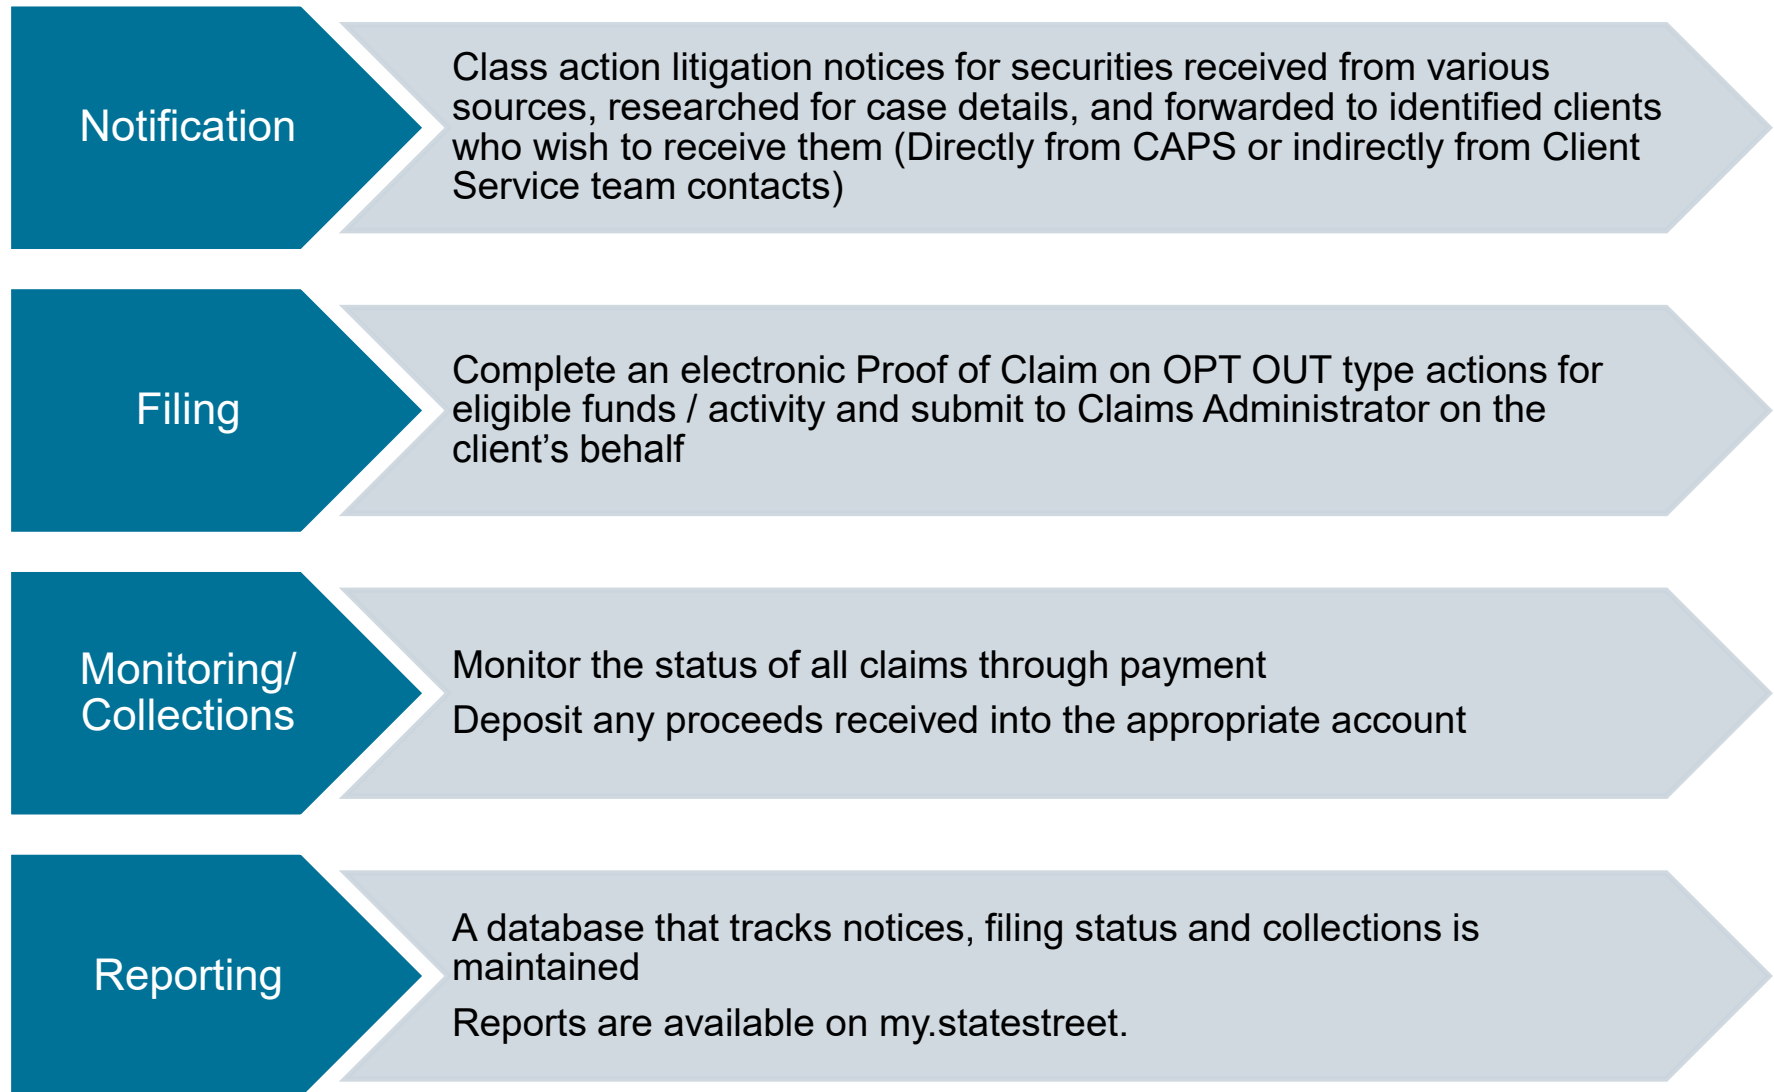 Notification
Class action litigation notices for securities received from various
sources, researched for case details, and forwarded to identified clients
who wish to receive them (Directly from CAPS or indirectly from Client
Service team contacts)
Filing
Complete an electronic Proof of Claim on OPT OUT type actions for
eligible funds / activity and submit to Claims Administrator on the
client’s behalf
Monitoring/
Collections
Monitor the status of all claims through payment
Deposit any proceeds received into the appropriate account
Reporting
A database that tracks notices, filing status and collections is
maintained
Reports are available on my.statestreet.